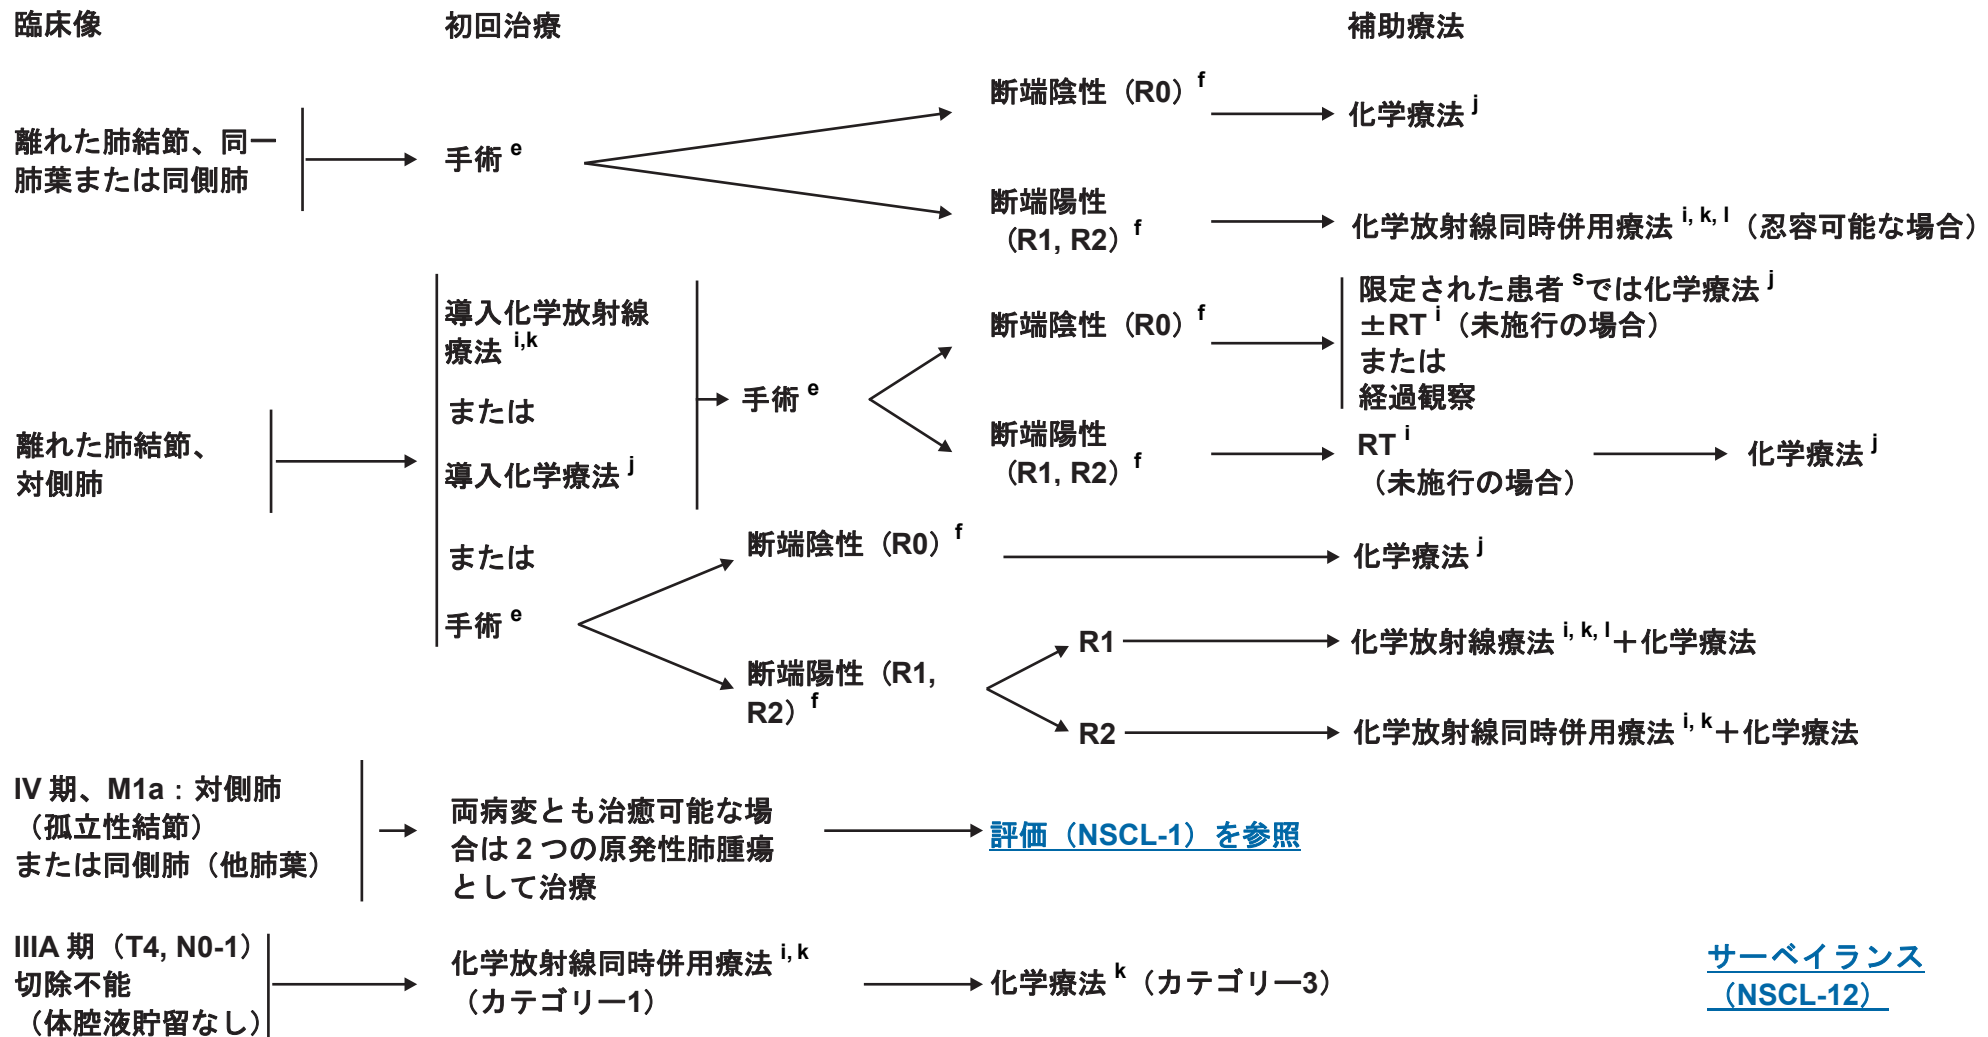 臨床像
初回治療
補助療法
離れた肺結節、同一
肺葉または同側肺
手術 e
断端陰性（R0）f
化学療法 j
断端陽性
（R1, R2）f
化学放射線同時併用療法 i, k, l（忍容可能な場合）
離れた肺結節、
対側肺
導入化学放射線
療法 i,k
または
導入化学療法 j
手術 e
断端陰性（R0）f
限定された患者 sでは化学療法 j
±RT i（未施行の場合）
または
経過観察
断端陽性
（R1, R2）f
RT i
（未施行の場合）
化学療法 j
または
手術 e
断端陰性（R0）f
化学療法 j
断端陽性（R1,
R2）f
R1
化学放射線療法 i, k, l＋化学療法
R2
化学放射線同時併用療法 i, k＋化学療法
IV 期、M1a：対側肺
（孤立性結節）
または同側肺（他肺葉）
両病変とも治癒可能な場
合は 2 つの原発性肺腫瘍
として治療
評価（NSCL-1）を参照
IIIA 期（T4, N0-1）
切除不能
（体腔液貯留なし）
化学放射線同時併用療法 i, k
（カテゴリー1）
化学療法 k（カテゴリー3）
サーベイランス
（NSCL-12）